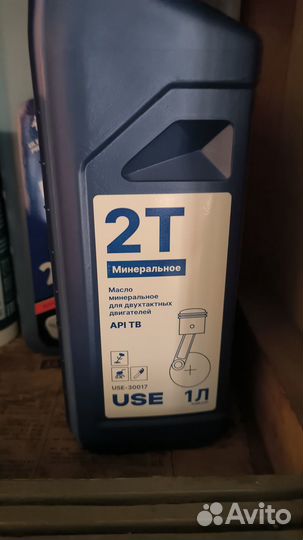 2T
Минеральное
Масло
минеральное
для двухтактных
двигателей
API TB
USE-30017
USE 1Л
Avito